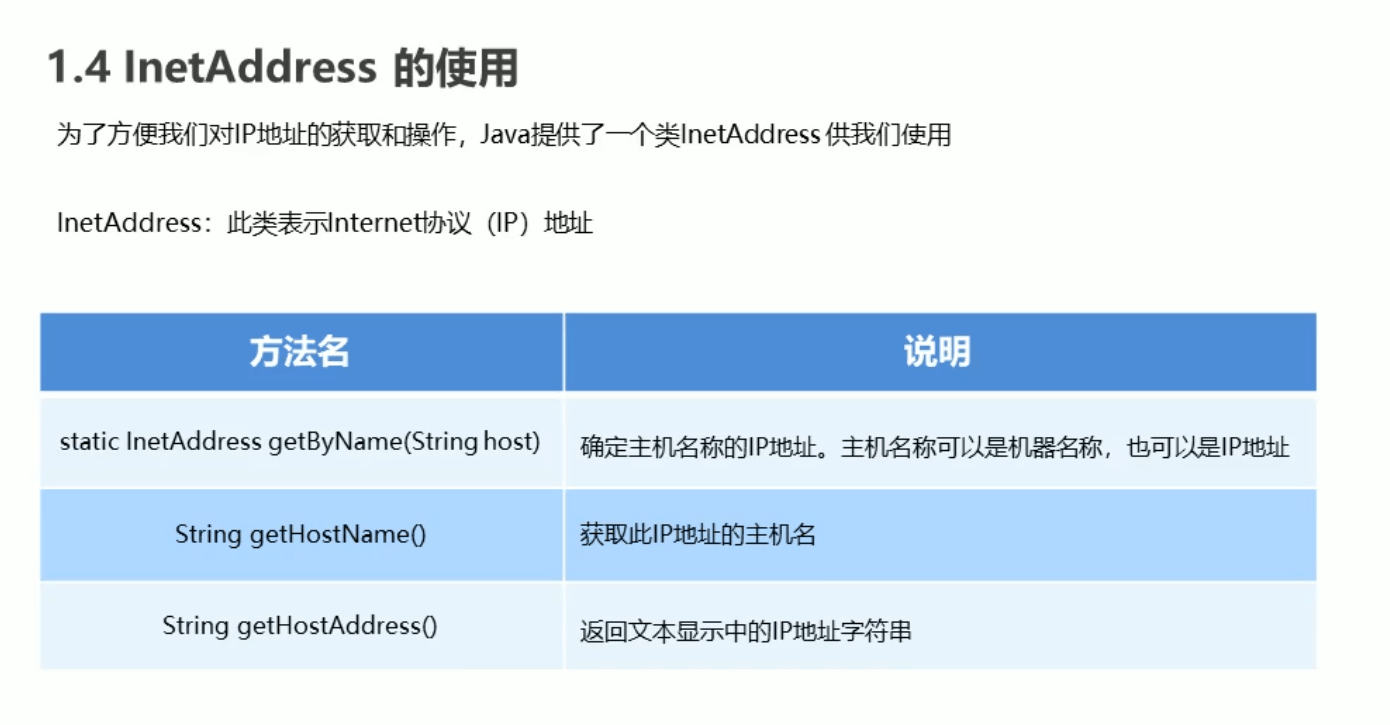 1.4 InetAddress 的使用
为了方便我们对IP地址的获取和操作，Java提供了一个类InetAddress 供我们使用
InetAddress：此类表示Internet协议（IP）地址
方法名 说明
static InetAddress getByName(String host) 确定主机名称的IP地址。主机名称可以是机器名称，也可以是IP地址
String getHostName() 获取此IP地址的主机名
String getHostAddress() 返回文本显示中的IP地址字符串